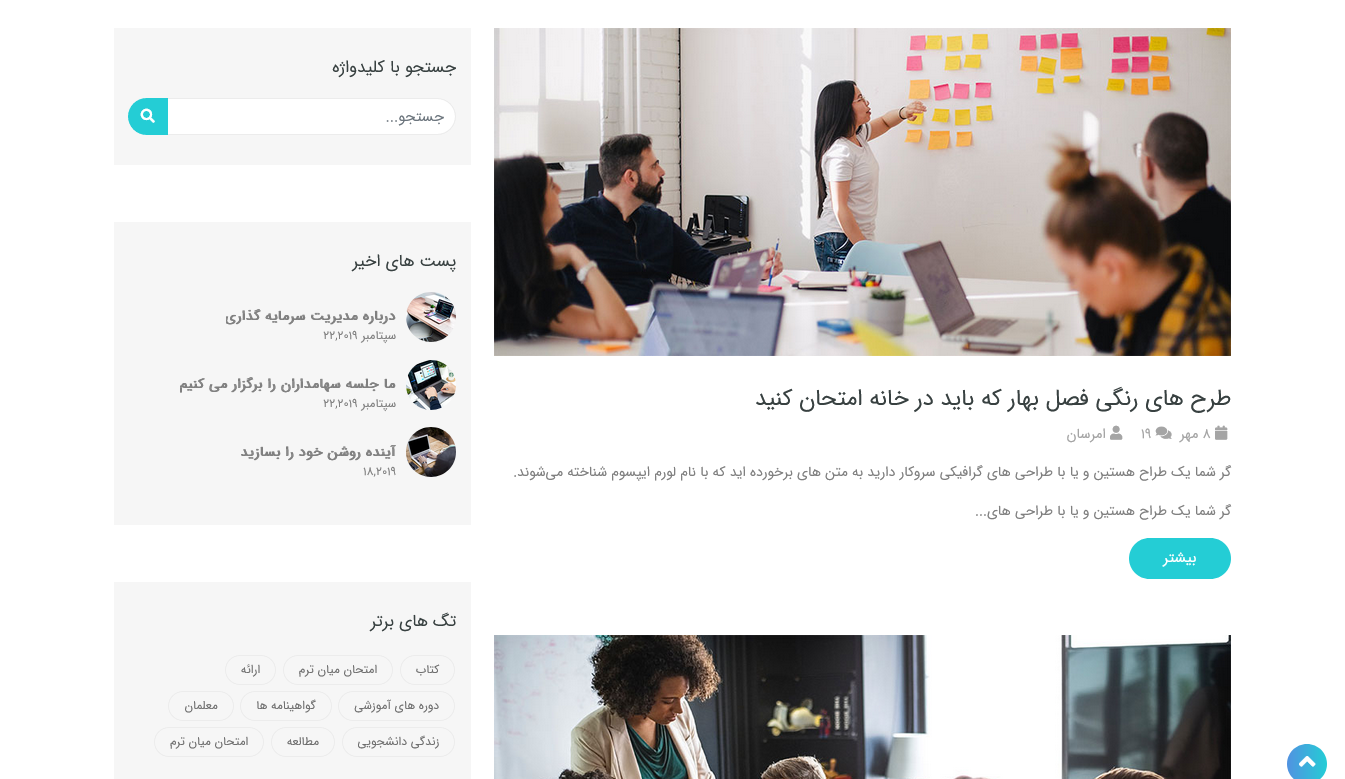 طرح های رنگی فصل بهار که باید در خانه امتحان کنید
۸ مهر ۱۹ امرسان
گر شما یک طراح هستین و یا با طراحی های گرافیکی سروکار دارید به متن های برخورده اید که با نام لورم ایپسوم شناخته می‌شوند.
گر شما یک طراح هستین و یا با طراحی های...
بیشتر
جستجو با کلیدواژه
جستجو...
پست های اخیر
درباره مدیریت سرمایه گذاری
سپتامبر ۲۲,۲۰۱۹
ما جلسه سهامداران را برگزار می کنیم
سپتامبر ۲۲,۲۰۱۹
آینده روشن خود را بسازید
۱۸,۲۰۱۹
تگ های برتر
کتاب امتحان میان ترم ارائه
دوره های آموزشی گواهینامه ها معلمان
زندگی دانشجویی مطالعه امتحان میان ترم